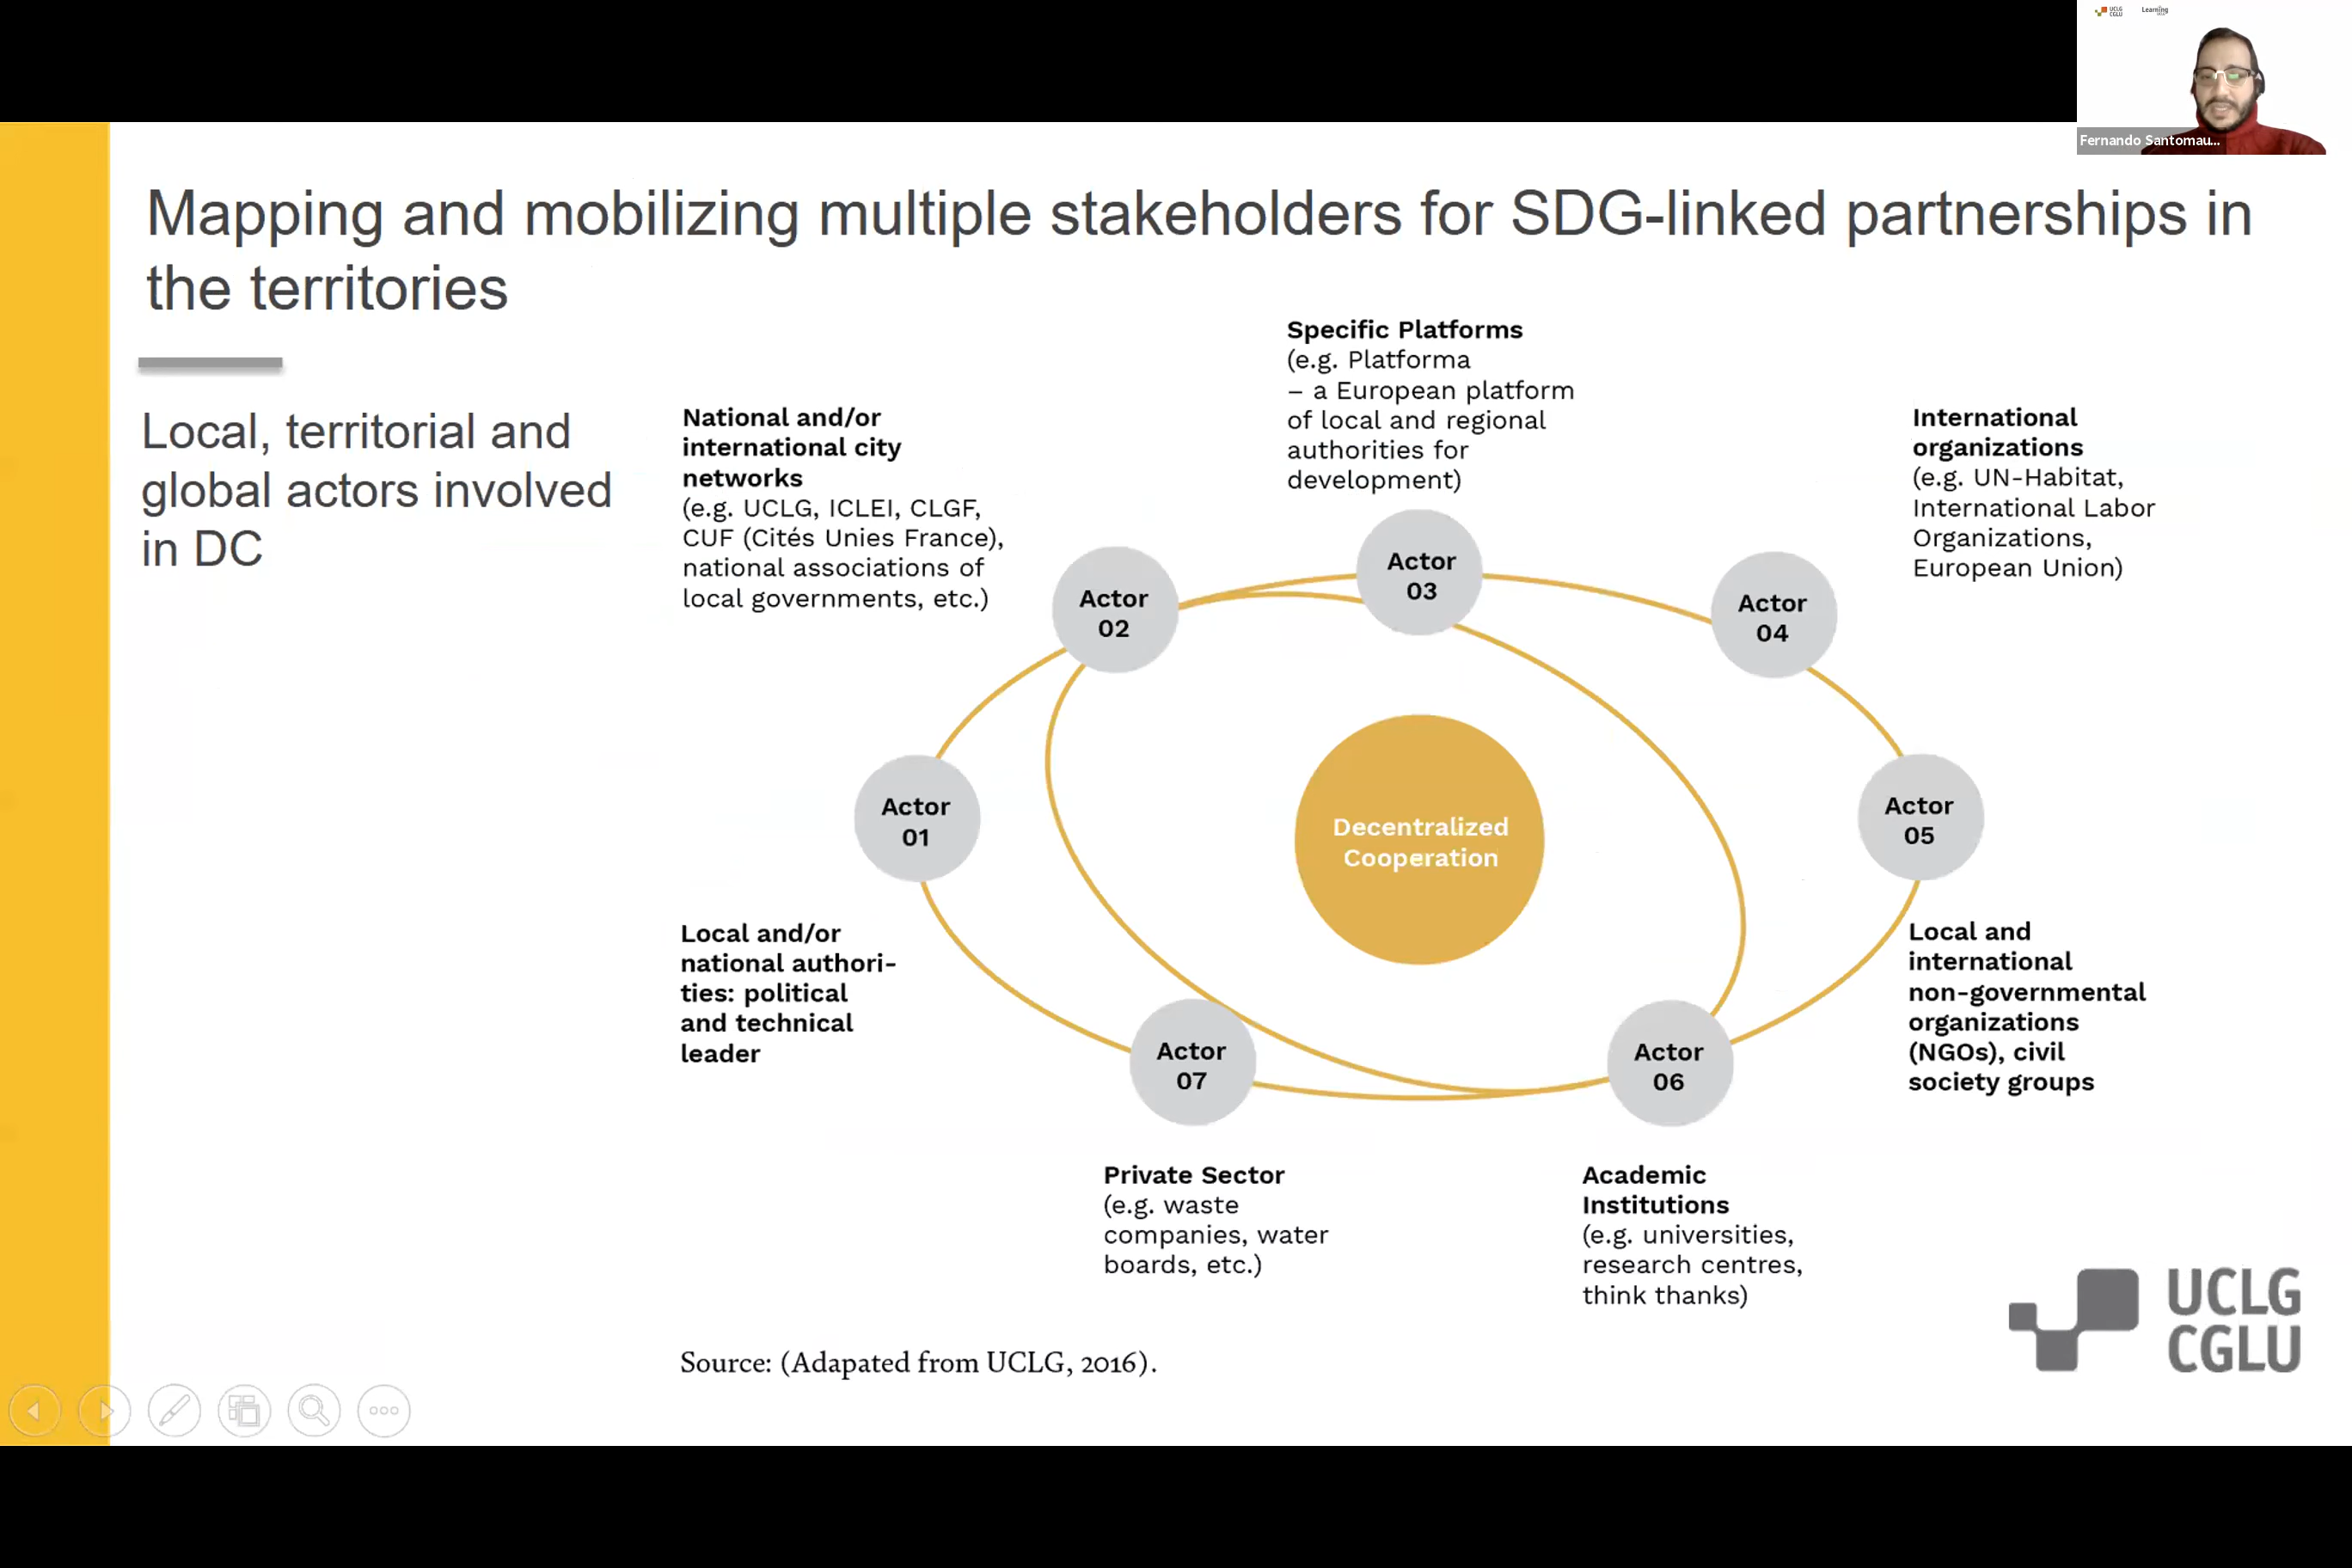 UCLG
CGLU
Learning
Fernando Santomau...
Mapping and mobilizing multiple stakeholders for SDG-linked partnerships in
the territories
Local, territorial and
global actors involved
in DC
National and/or
international city
networks
(e.g. UCLG, ICLEI, CLGF,
CUF (Cités Unies France),
national associations of
local governments, etc.)
Specific Platforms
(e.g. Platforma
– a European platform
of local and regional
authorities for
development)
International
organizations
(e.g. UN-Habitat,
International Labor
Organizations,
European Union)
Actor
02
Actor
03
Actor
04
Actor
01
Decentralized
Cooperation
Actor
05
Local and/or
national authori-
ties: political
and technical
leader
Local and
international
non-governmental
organizations
(NGOs), civil
society groups
Actor
07
Actor
06
Private Sector
(e.g. waste
companies, water
boards, etc.)
Academic
Institutions
(e.g. universities,
research centres,
think thanks)
Source: (Adapated from UCLG, 2016).
UCLG
CGLU